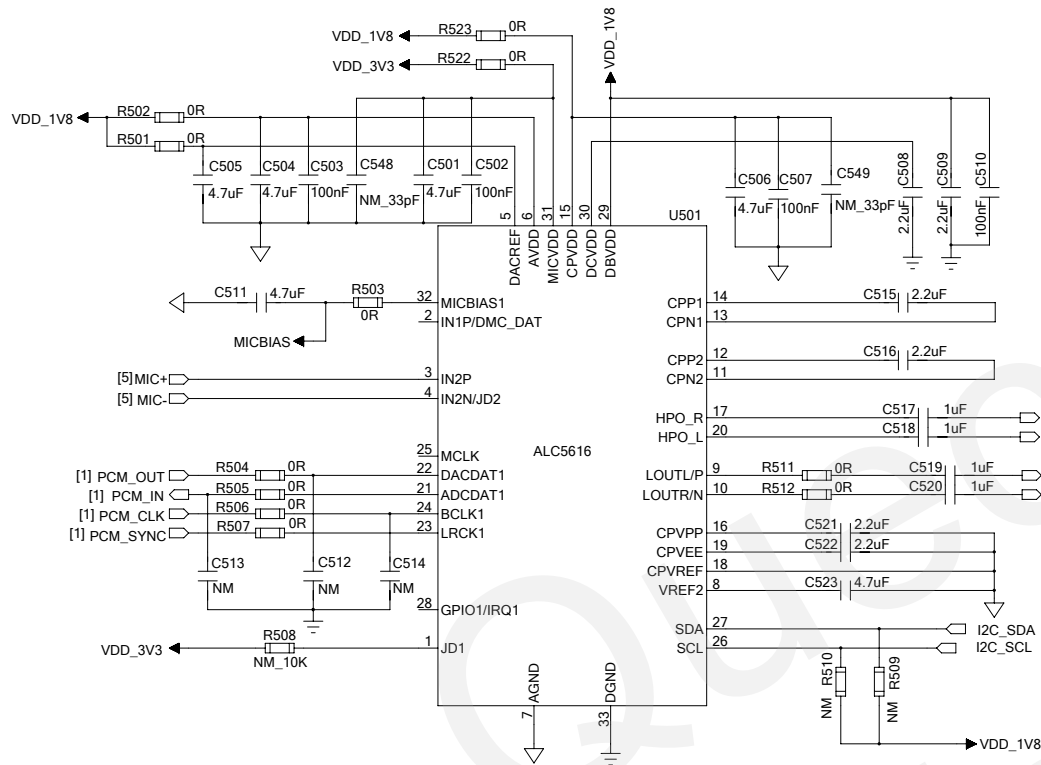 VDD_1V8 R523 0R
VDD_3V3 R522 0R
VDD_1V8
VDD_1V8 R502 0R
R501 0R
C505 4.7uF
C504 4.7uF
C503 100nF
C548 NM_33pF
C501 4.7uF
C502 100nF
C506 4.7uF
C507 100nF
C549 NM_33pF
C508 2.2uF
C509 2.2uF
C510 100nF
U501
5 6 31 15 30 29
DACREF AVDD MICVDD CPVDD DCVDD DBVDD
C511 4.7uF R503 0R 32 MICBIAS1
2 IN1P/DMC_DAT
MICBIAS
[5] MIC+ 3 IN2P
[5] MIC- 4 IN2N/JD2
25 MCLK
[1] PCM_OUT R504 0R 22 DACDAT1
[1] PCM_IN R505 0R 21 ADCDAT1
[1] PCM_CLK R506 0R 24 BCLK1
[1] PCM_SYNC R507 0R 23 LRCK1
C513 NM
C512 NM
C514 NM
28 GPIO1/IRQ1
VDD_3V3 R508 NM_10K 1 JD1
ALC5616
CPP1 14 C515 2.2uF
CPN1 13
CPP2 12 C516 2.2uF
CPN2 11
HPO_R 17 C517 1uF
HPO_L 20 C518 1uF
LOUTL/P 9 R511 0R C519 1uF
LOUTR/N 10 R512 0R C520 1uF
CPVPP 16 C521 2.2uF
CPVEE 19 C522 2.2uF
CPVREF 18
VREF2 8 C523 4.7uF
SDA 27 I2C_SDA
SCL 26 I2C_SCL
NM R510
NM R509
VDD_1V8
AGND 7
DGND 33
Quec